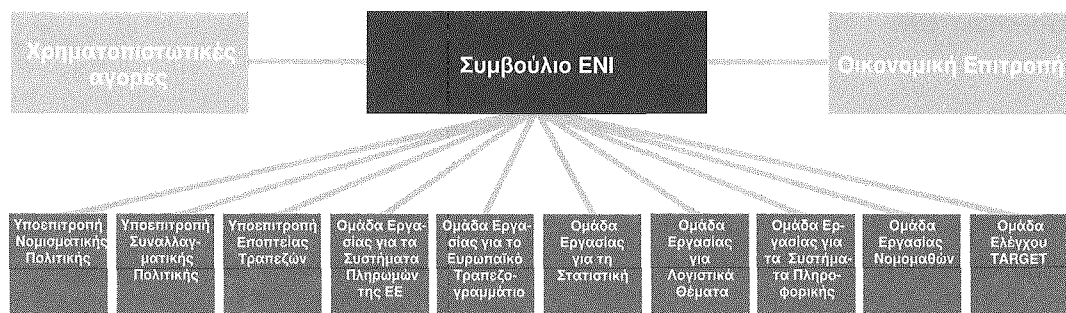 Χρηματοπιστωτικές
αγορές
Συμβούλιο ΕΝΙ
Οικονομική Επιτροπή
Υποεπιτροπή
Νομισματικής
Πολιτικής
Υποεπιτροπή
Συναλλαγ-
ματικής
Πολιτικής
Υποεπιτροπή
Εποπτείας
Τραπεζών
Ομάδα Εργα-
σίας για τα
Συστήματα
Πληρωμών
της ΕΕ
Ομάδα Εργα-
σίας για το
Ευρωπαϊκό
Τραπεζο-
γραμμάτιο
Ομάδα
Εργασίας
για τη
Στατιστική
Ομάδα
Εργασίας
για
Λογιστικά
Θέματα
Ομάδα Ερ-
γασίας για
τα Συστήμα-
τα Πληρο-
φορικής
Ομάδα
Εργασίας
Νομομαθών
Ομάδα
Ελέγχου
TARGET